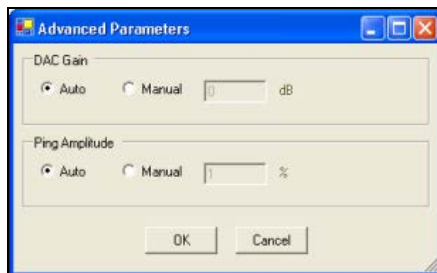 Advanced Parameters
DAC Gain
Auto Manual 0 dB
Ping Amplitude
Auto Manual 1 %
OK Cancel